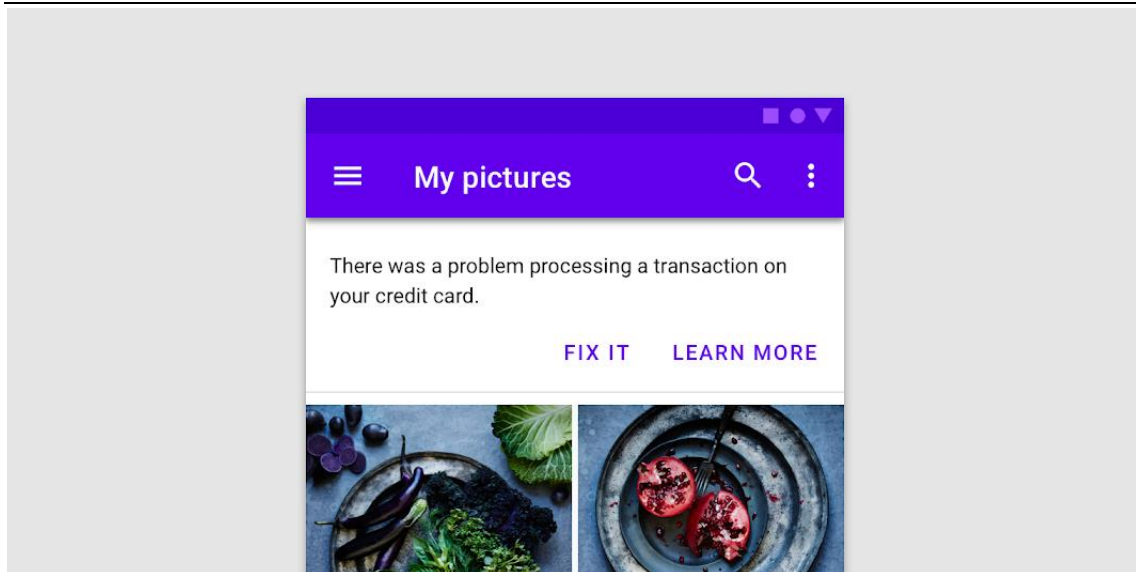 My pictures
There was a problem processing a transaction on
your credit card.
FIX IT LEARN MORE